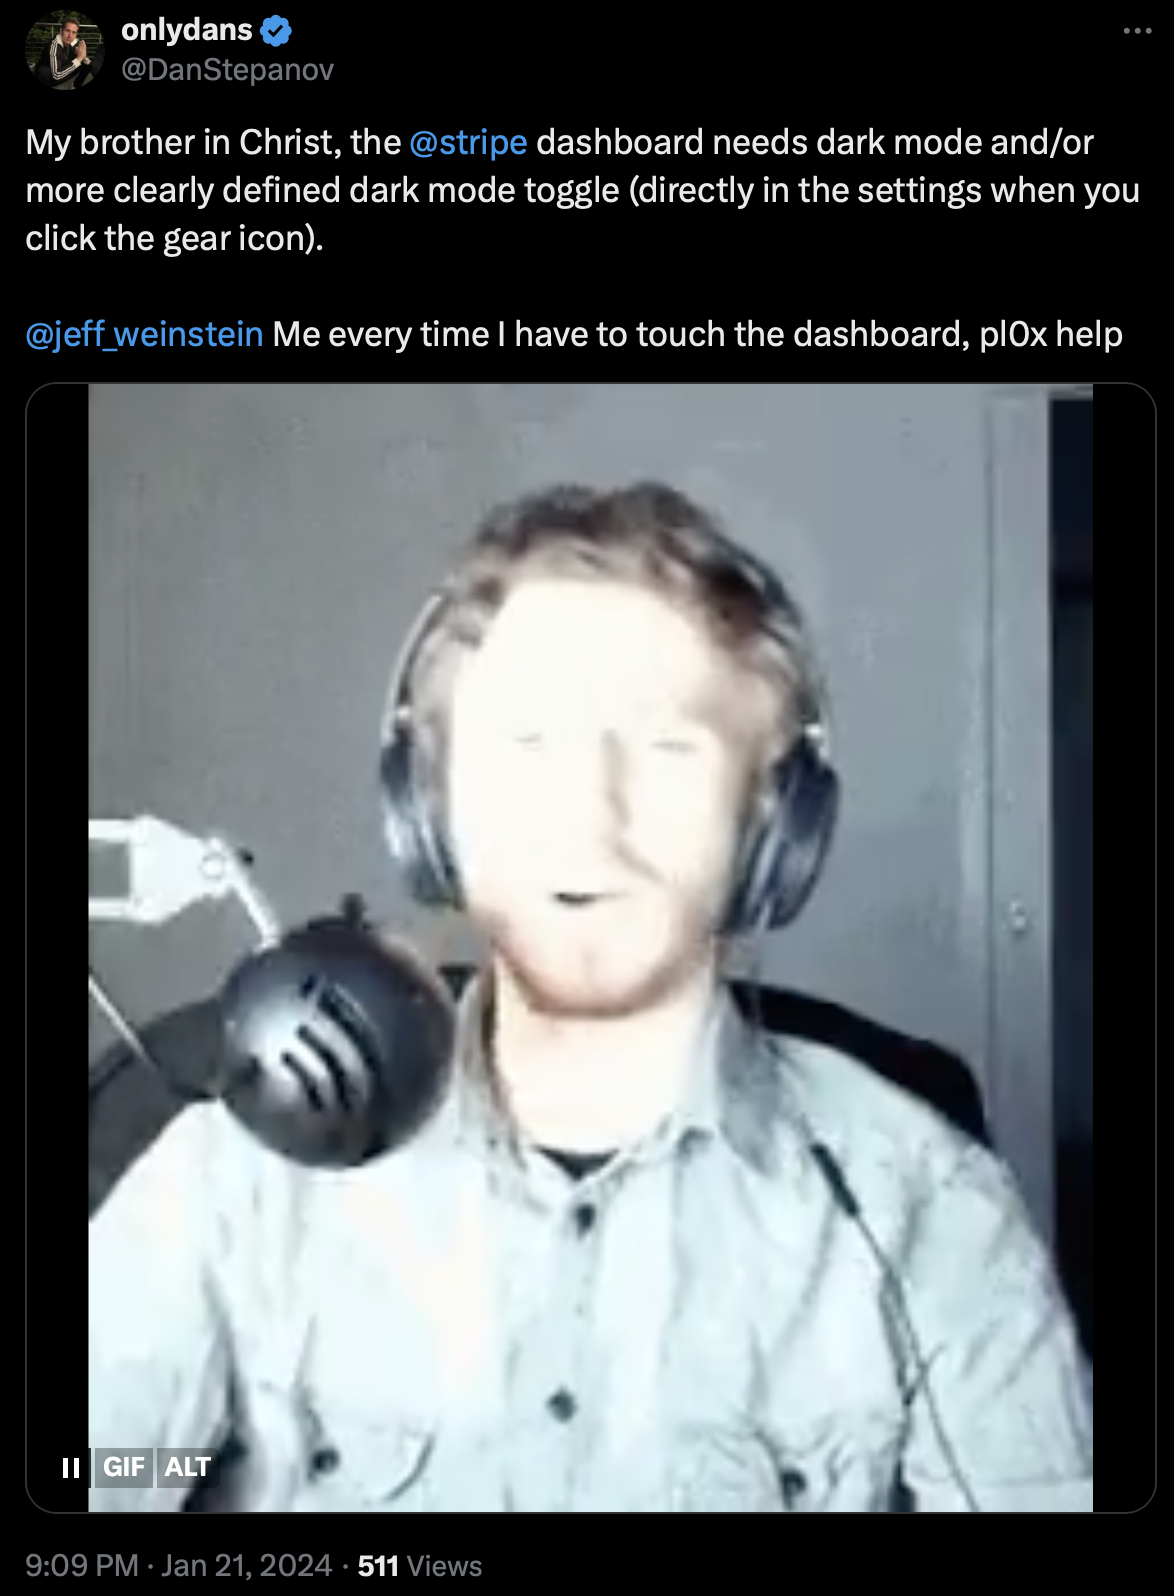 onlydans
@DanStepanov
My brother in Christ, the @stripe dashboard needs dark mode and/or
more clearly defined dark mode toggle (directly in the settings when you
click the gear icon).
@jeff_weinstein Me every time I have to touch the dashboard, pl0x help
GIF ALT
9:09 PM · Jan 21, 2024 · 511 Views